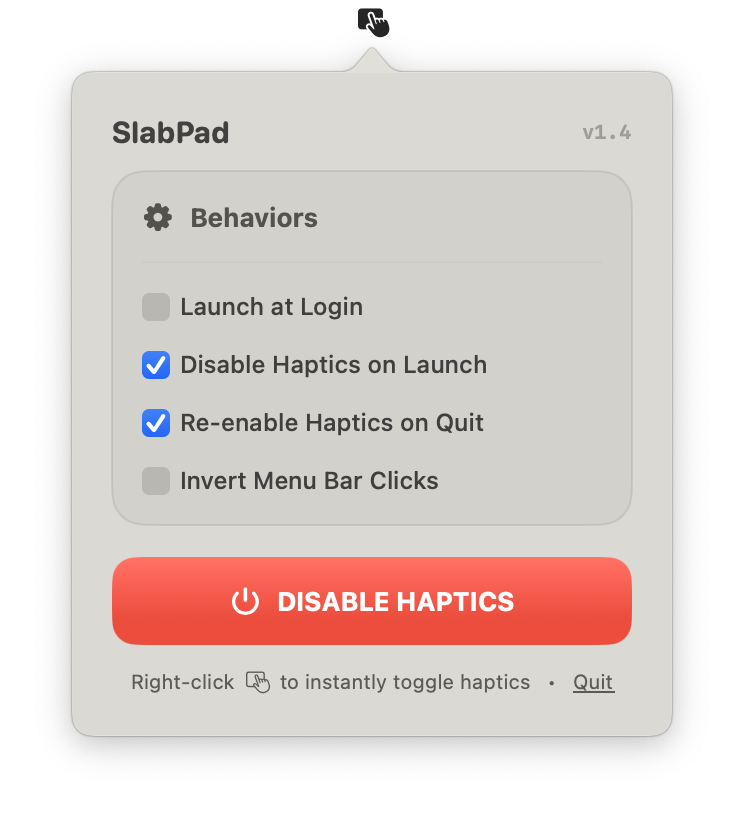 SlabPad
v1.4
Behaviors
Launch at Login
Disable Haptics on Launch
Re-enable Haptics on Quit
Invert Menu Bar Clicks
DISABLE HAPTICS
Right-click to instantly toggle haptics • Quit